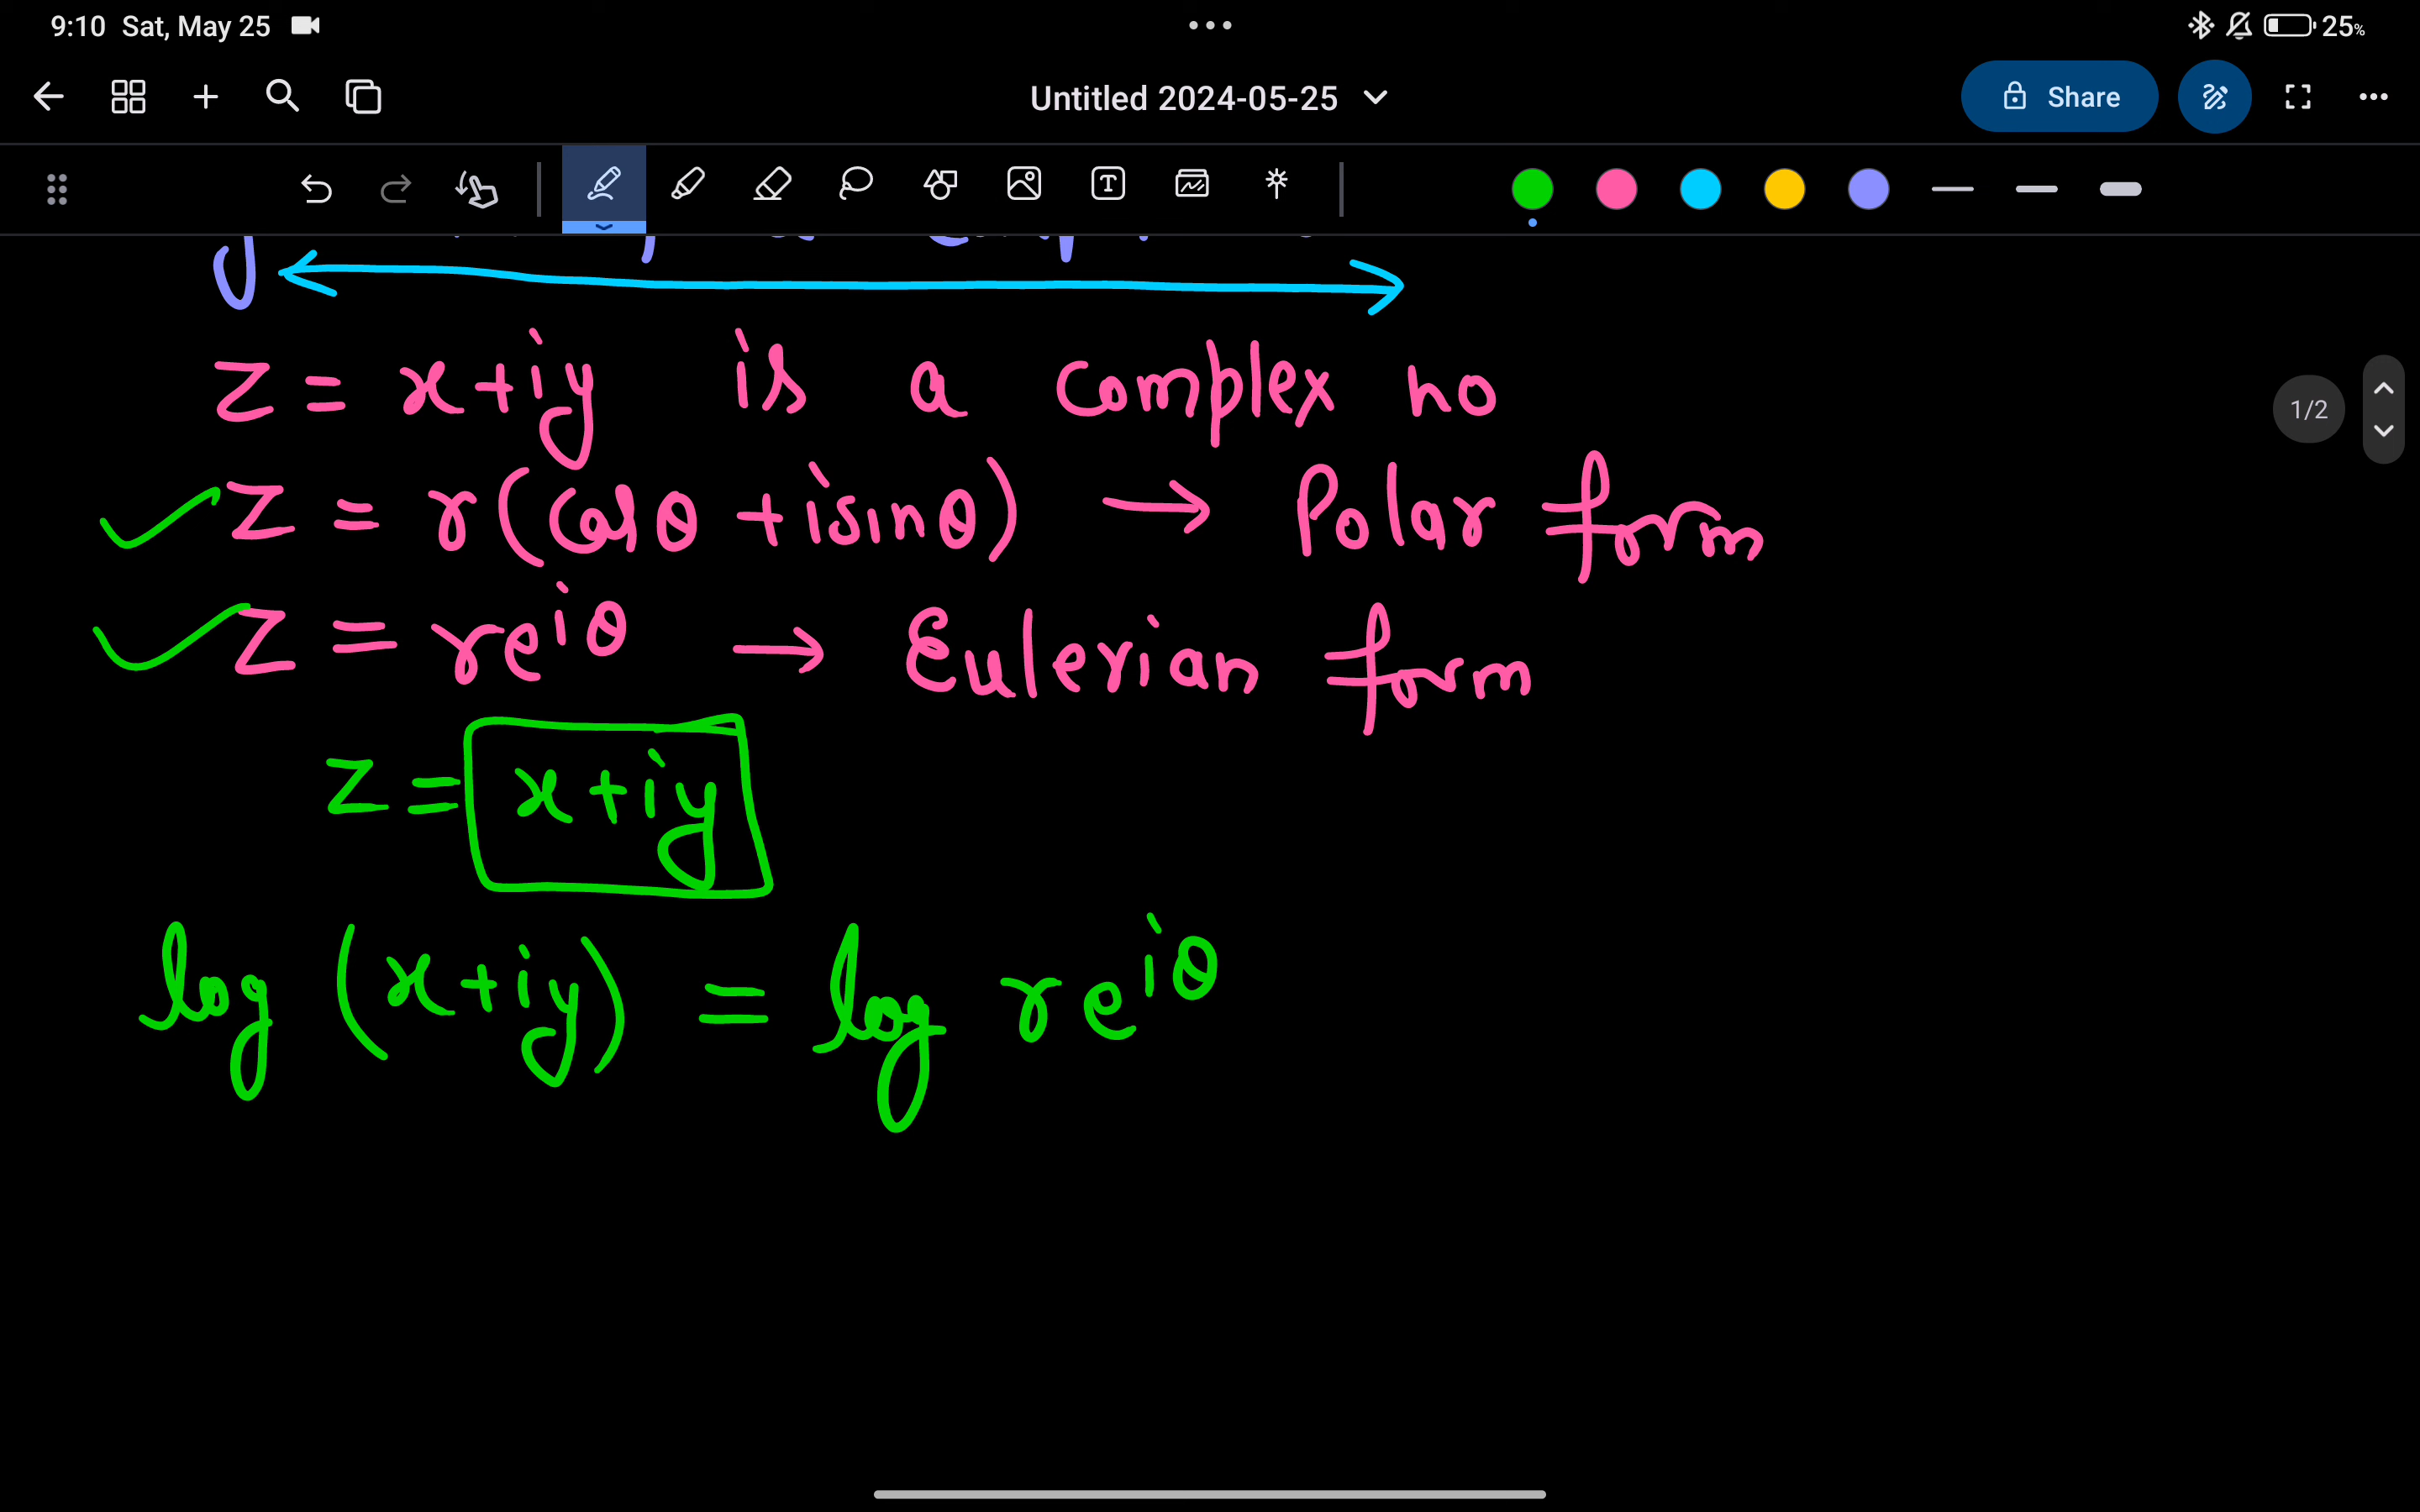 9:10 Sat, May 25
25%
Untitled 2024-05-25
Share
1/2
z = x+iy is a complex no
z = r(cosθ + isinθ) → Polar form
z = re^iθ → Eulerian form
z = x+iy
log (x+iy) = log re^iθ